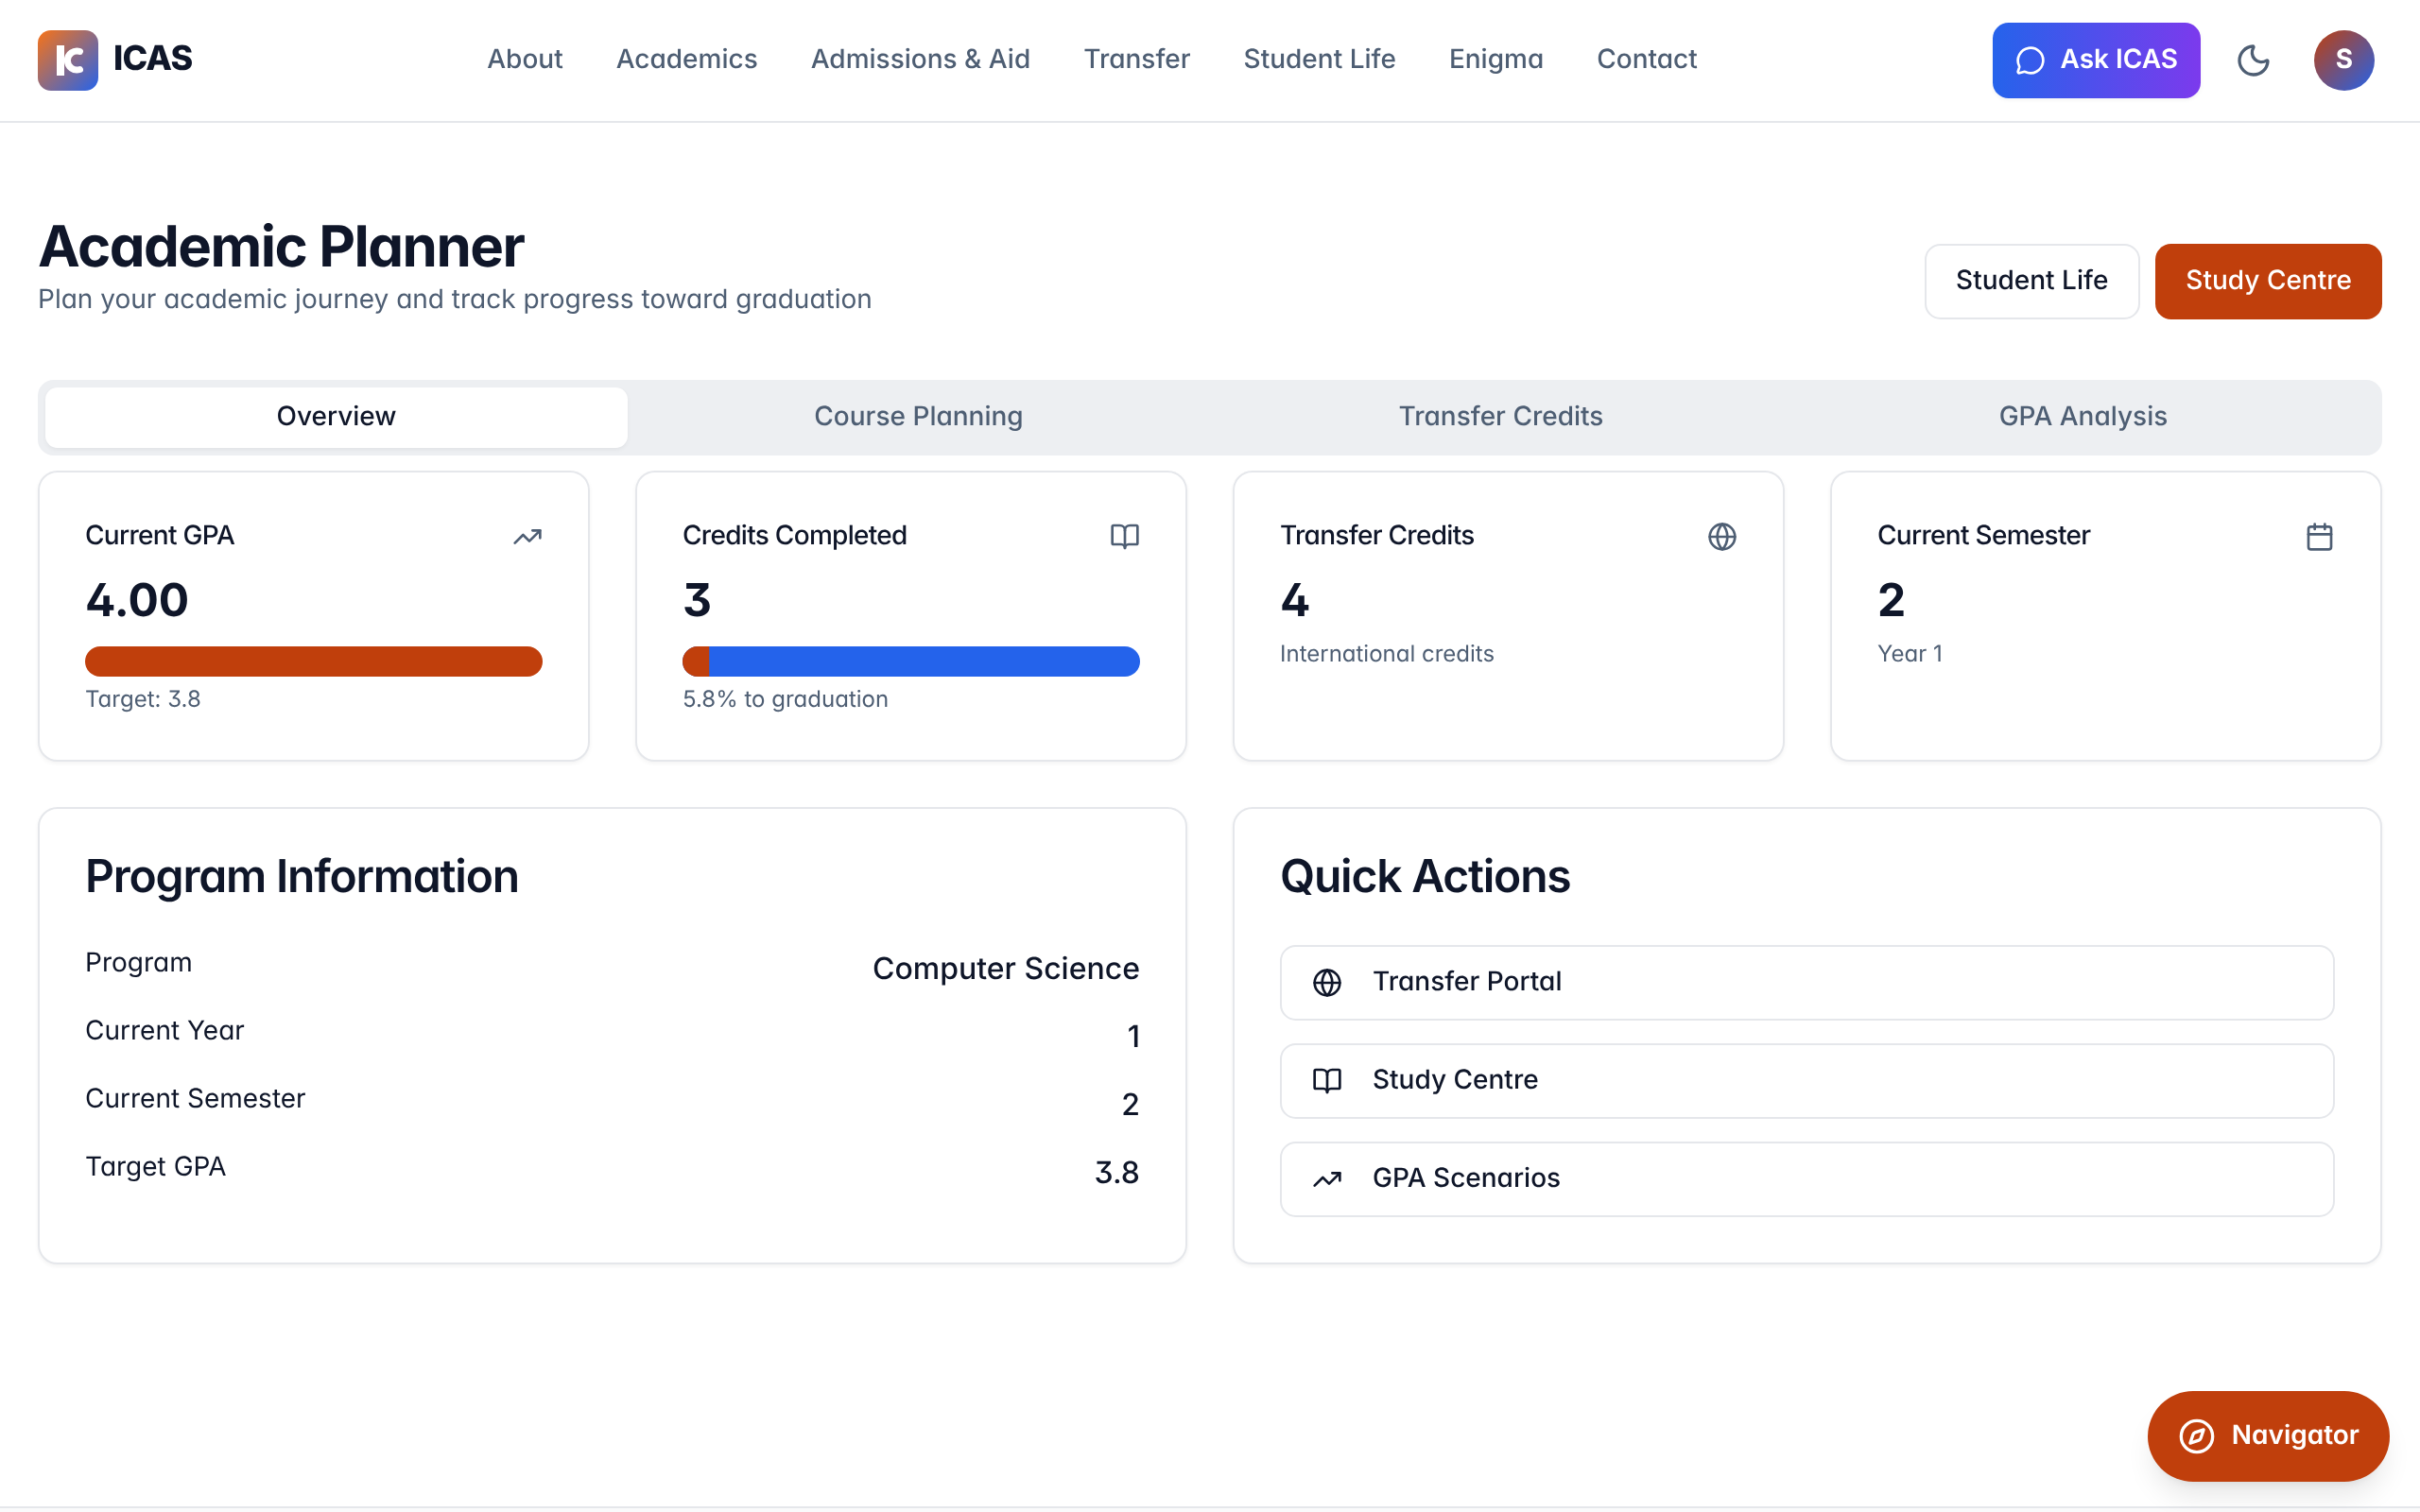 IC ICAS About Academics Admissions & Aid Transfer Student Life Enigma Contact Ask ICAS S
Academic Planner
Plan your academic journey and track progress toward graduation
Student Life Study Centre
Overview Course Planning Transfer Credits GPA Analysis
Current GPA
4.00
Target: 3.8
Credits Completed
3
5.8% to graduation
Transfer Credits
4
International credits
Current Semester
2
Year 1
Program Information
Program Computer Science
Current Year 1
Current Semester 2
Target GPA 3.8
Quick Actions
Transfer Portal
Study Centre
GPA Scenarios
Navigator